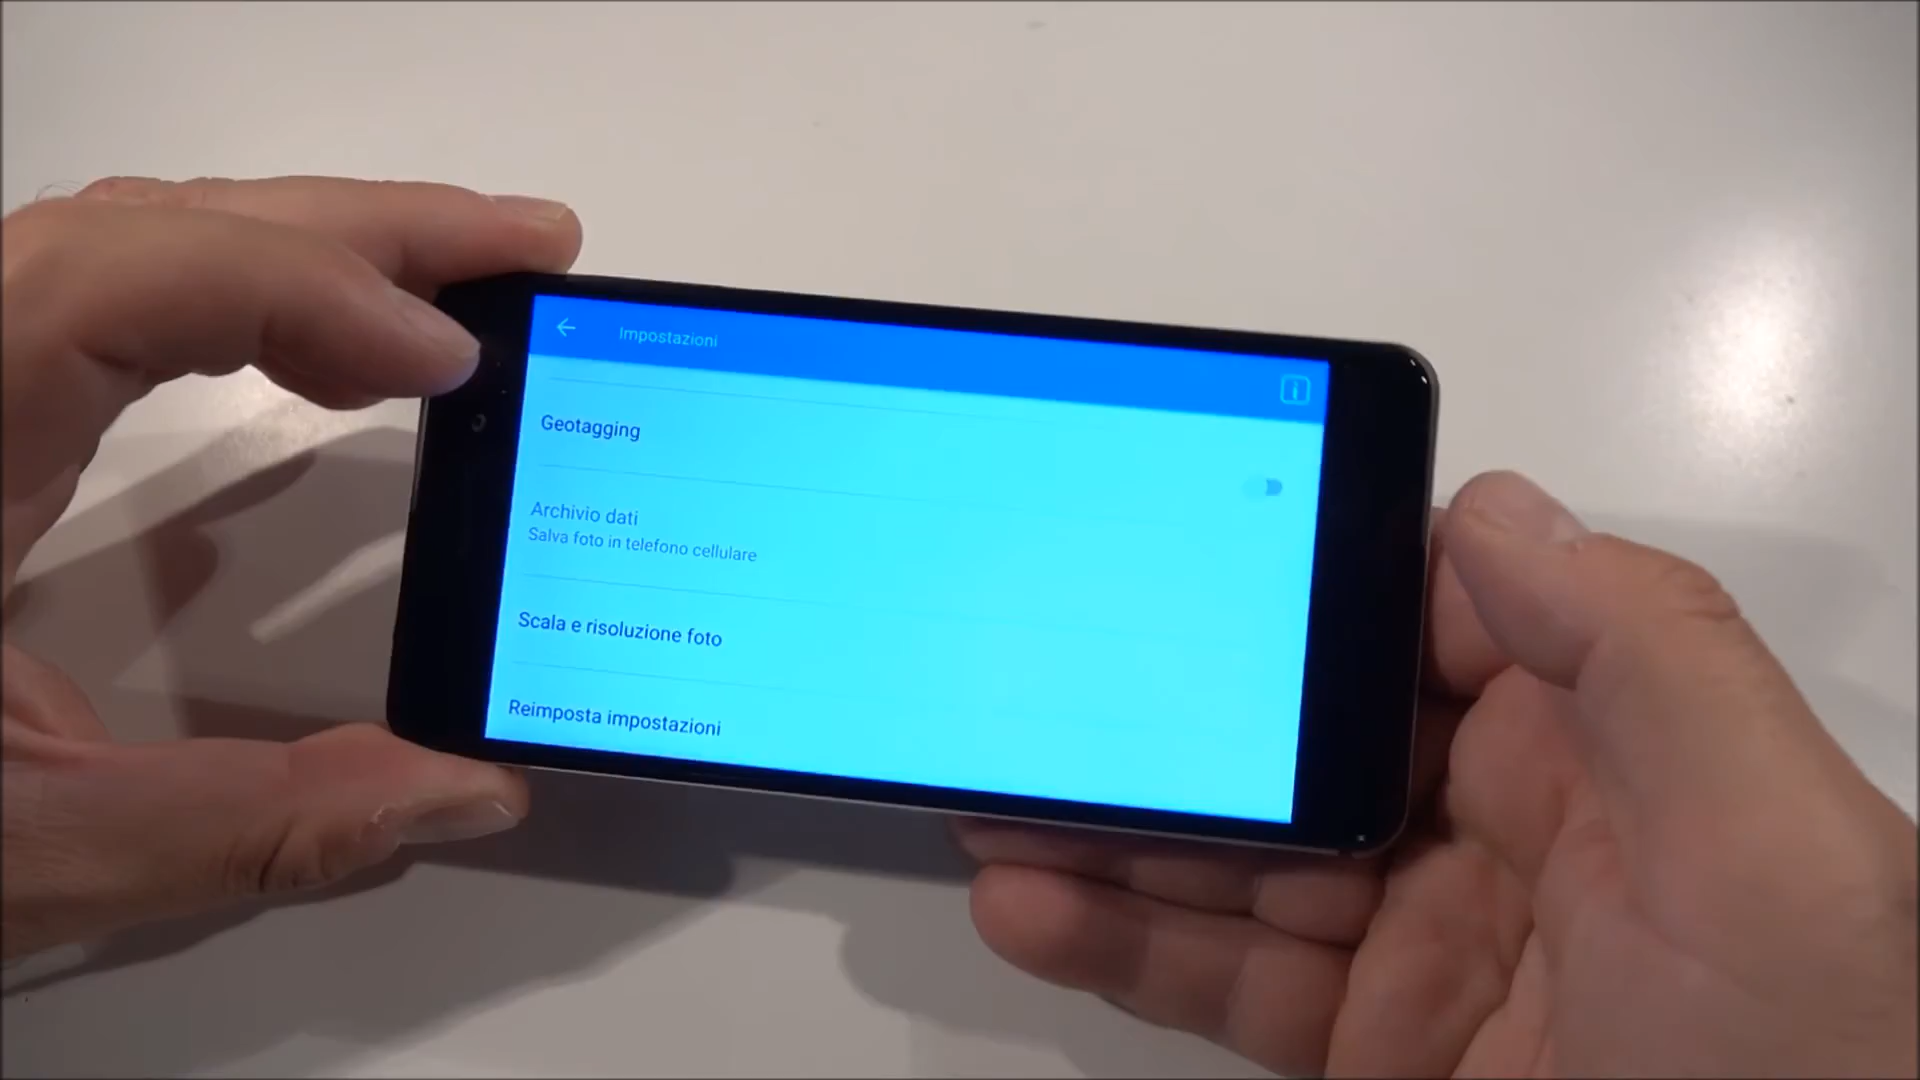 Impostazioni
Geotagging
Archivio dati
Salva foto in telefono cellulare
Scala e risoluzione foto
Reimposta impostazioni